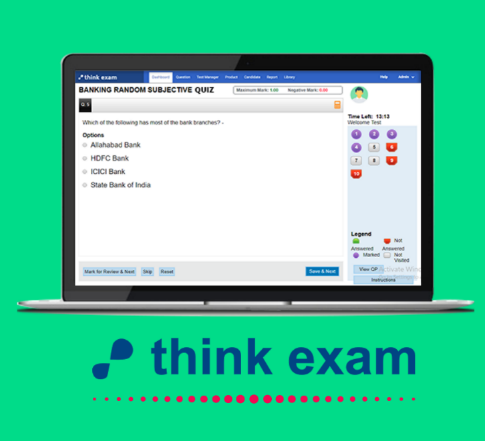 think exam
Dashboard Question Test Manager Product Candidates Report Library Help Admin
BANKING RANDOM SUBJECTIVE QUIZ
Maximum Mark: 1.00 Negative Mark: 0.00
Q. 5
Which of the following has most of the bank branches? -
Options
Allahabad Bank
HDFC Bank
ICICI Bank
State Bank of India
Mark for Review & Next Skip Reset Save & Next
Time Left: 13:13
Welcome Test
1 2 3
4 5 6
7 8 9
10
Legend
Answered Not Answered
Marked Not Visited
View QP
Activate Win
Instructions
think exam